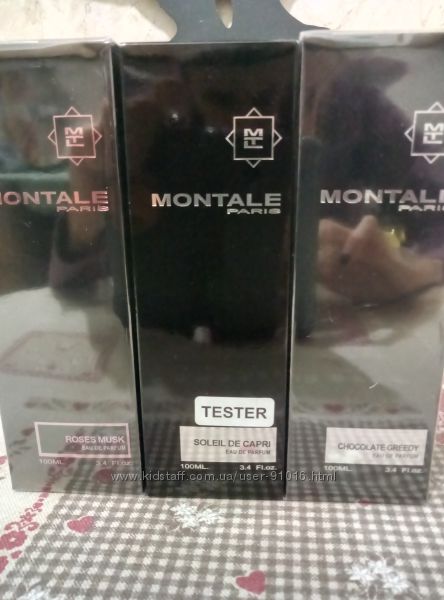 MONTALE
PARIS
ROSES MUSK
EAU DE PARFUM
100ML. 3.4 Fl.oz.
MONTALE
PARIS
TESTER
SOLEIL DE CAPRI
EAU DE PARFUM
100ML. 3.4 Fl.oz.
MONTALE
PARIS
CHOCOLATE GREEDY
EAU DE PARFUM
100ML. 3.4 Fl.oz.
www.kidstaff.com.ua/user-91016.html